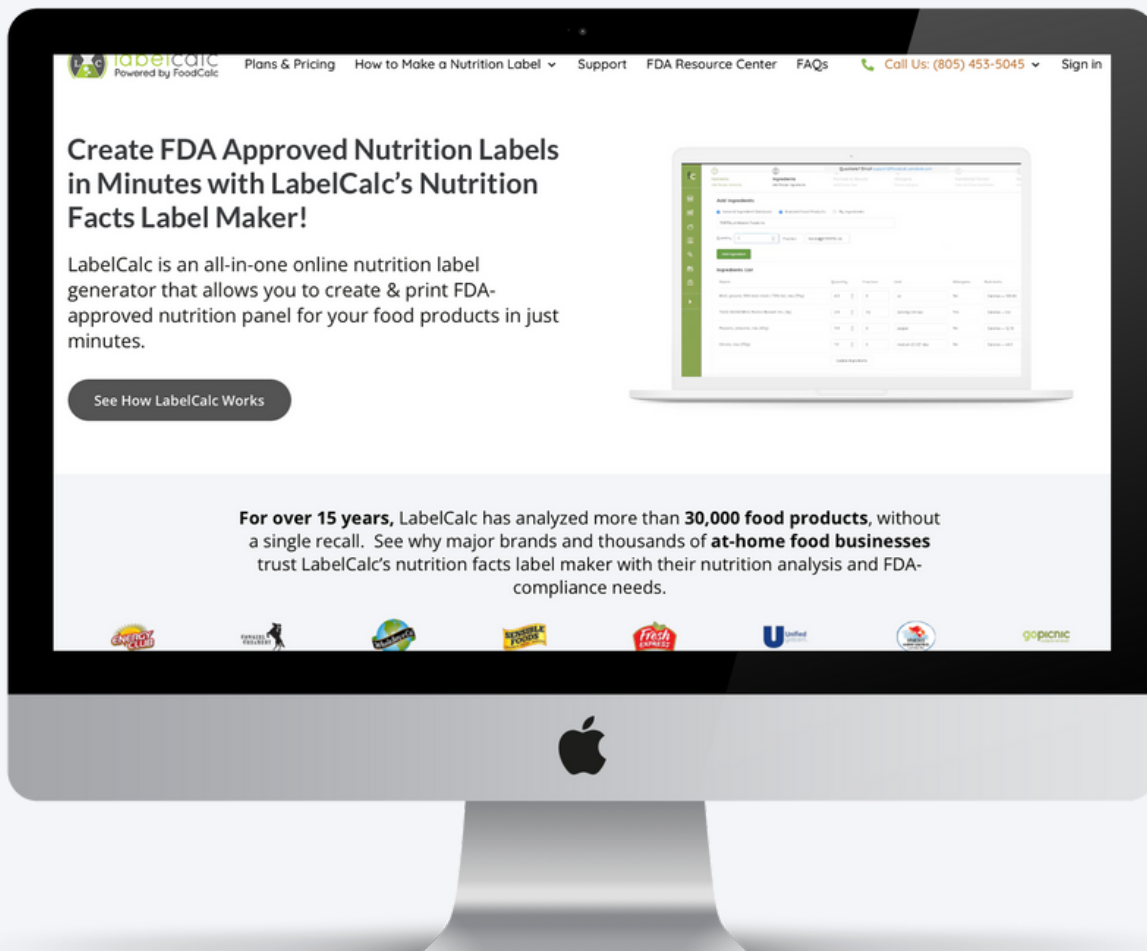 labelcalc
Powered by FoodCalc
Plans & Pricing How to Make a Nutrition Label Support FDA Resource Center FAQs Call Us: (805) 453-5045 Sign in
Create FDA Approved Nutrition Labels
in Minutes with LabelCalc's Nutrition
Facts Label Maker!
LabelCalc is an all-in-one online nutrition label
generator that allows you to create & print FDA-
approved nutrition panel for your food products in just
minutes.
See How LabelCalc Works
Add Ingredients
Ingredients List
For over 15 years, LabelCalc has analyzed more than 30,000 food products, without
a single recall. See why major brands and thousands of at-home food businesses
trust LabelCalc's nutrition facts label maker with their nutrition analysis and FDA-
compliance needs.
ENERGY CLUB
SENSIBLE FOODS
Fresh EXPRESS
Unified
gopicnic